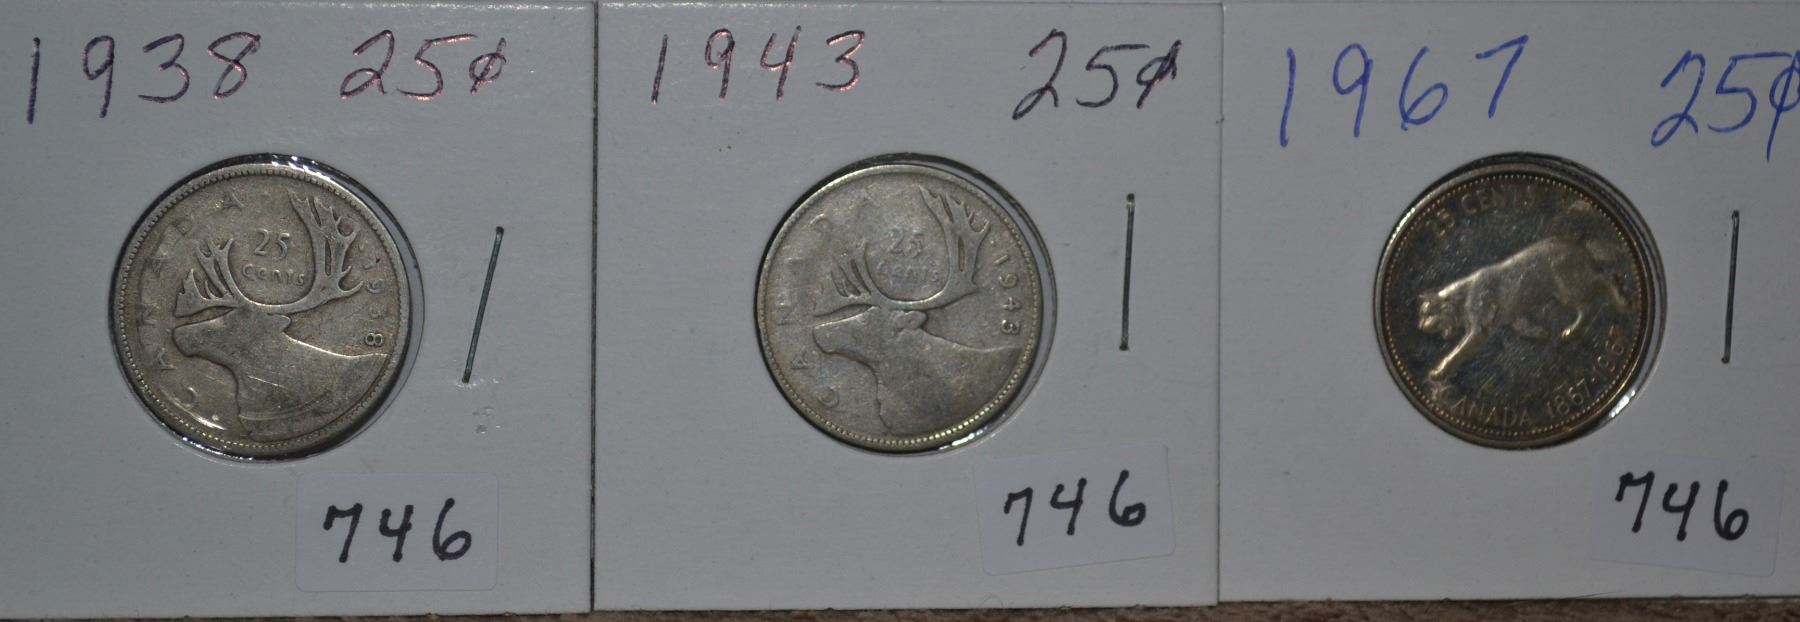 1938 25¢
CANADA
25
CENTS
1938
746
1943 25¢
CANADA
25
CENTS
1943
746
1967 25¢
25 CENTS
CANADA 1867-1967
746